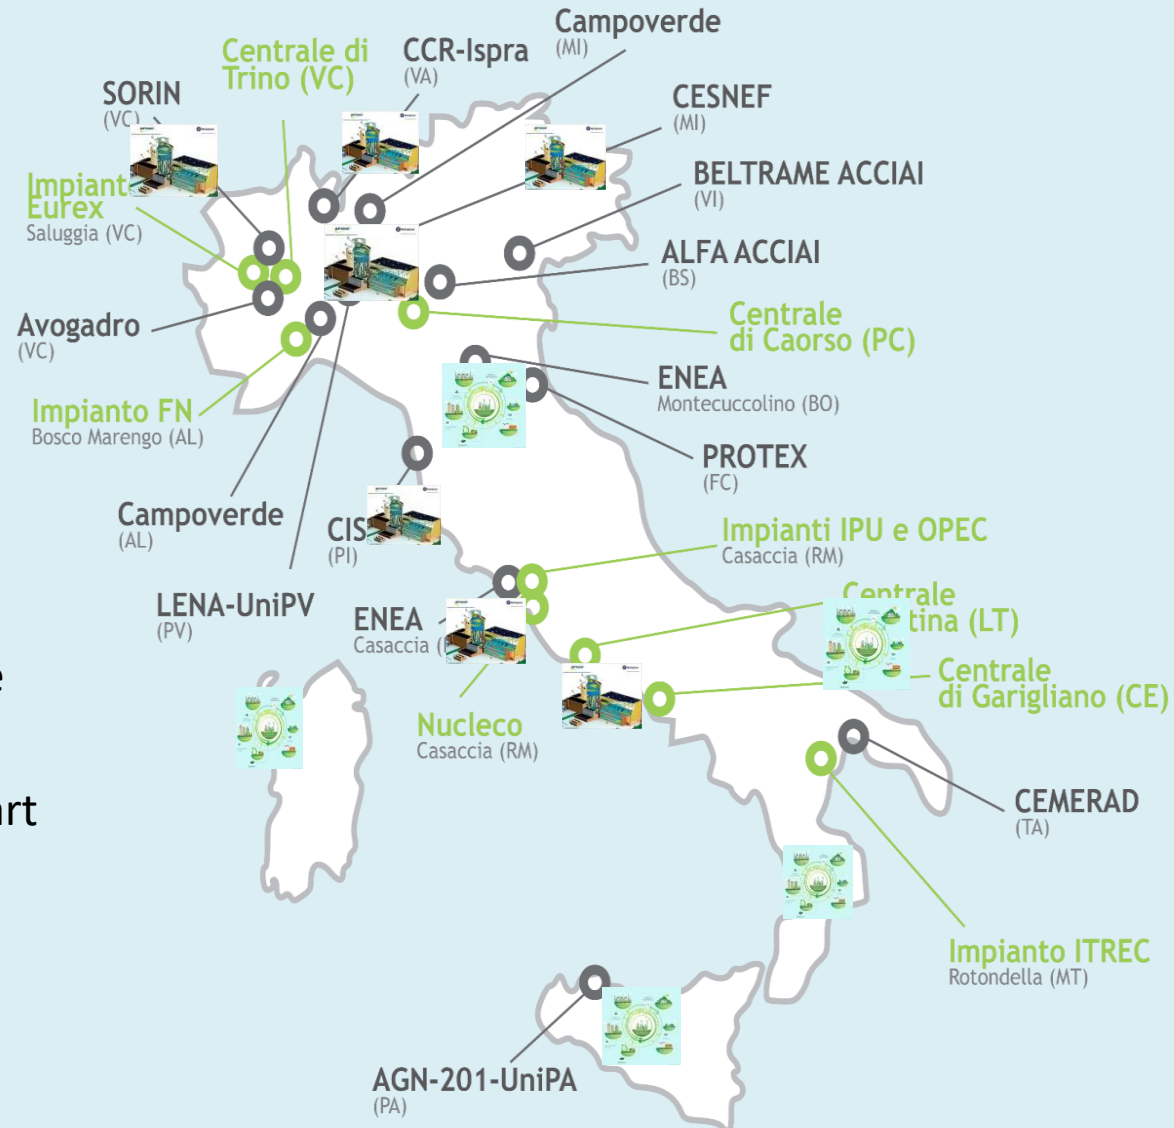 Campoverde
(MI)
Centrale di
Trino (VC)
CCR-Ispra
(VA)
SORIN
(VC)
CESNEF
(MI)
BELTRAME ACCIAI
(VI)
Impiant
Eurex
Saluggia (VC)
ALFA ACCIAI
(BS)
Avogadro
(VC)
Centrale
di Caorso (PC)
ENEA
Montecuccolino (BO)
Impianto FN
Bosco Marengo (AL)
PROTEX
(FC)
Campoverde
(AL)
CIS
(PI)
Impianti IPU e OPEC
Casaccia (RM)
LENA-UniPV
(PV)
ENEA
Casaccia (
Centrale
tina (LT)
e
Centrale
di Garigliano (CE)
Nucleco
Casaccia (RM)
art
CEMERAD
(TA)
Impianto ITREC
Rotondella (MT)
AGN-201-UniPA
(PA)